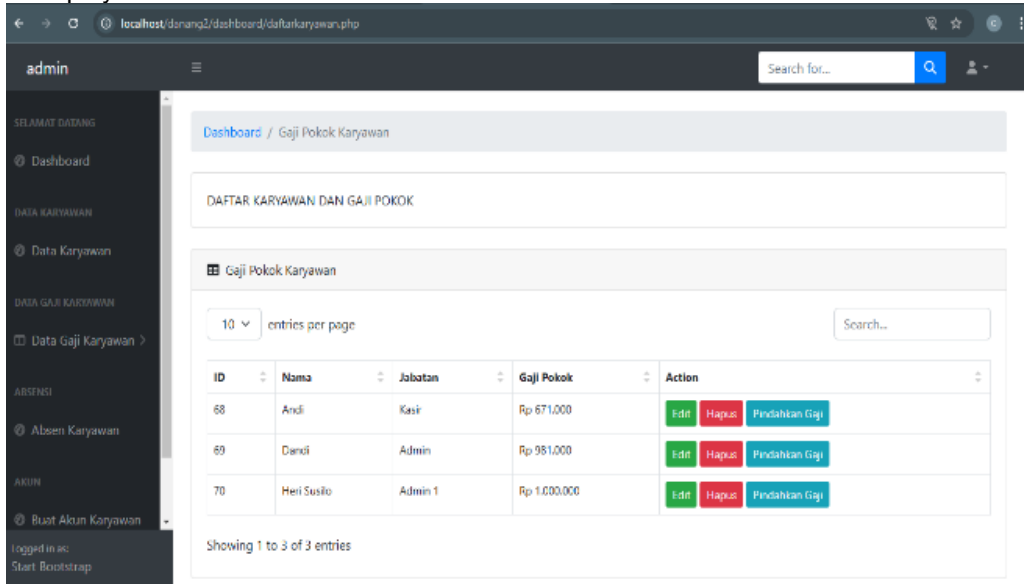 localhost/danang2/dashboard/daftarkaryawan.php
admin
Search for...
SELAMAT DATANG
Dashboard
DATA KARYAWAN
Data Karyawan
DATA GAJI KARYAWAN
Data Gaji Karyawan
ABSENSI
Absen Karyawan
AKUN
Buat Akun Karyawan
Logged in as:
Start Bootstrap
Dashboard / Gaji Pokok Karyawan
DAFTAR KARYAWAN DAN GAJI POKOK
Gaji Pokok Karyawan
10 entries per page
Search...
ID Nama Jabatan Gaji Pokok Action
68 Andi Kasir Rp 671.000 Edit Hapus Pindahkan Gaji
69 Dandi Admin Rp 981.000 Edit Hapus Pindahkan Gaji
70 Heri Susilo Admin 1 Rp 1.000.000 Edit Hapus Pindahkan Gaji
Showing 1 to 3 of 3 entries